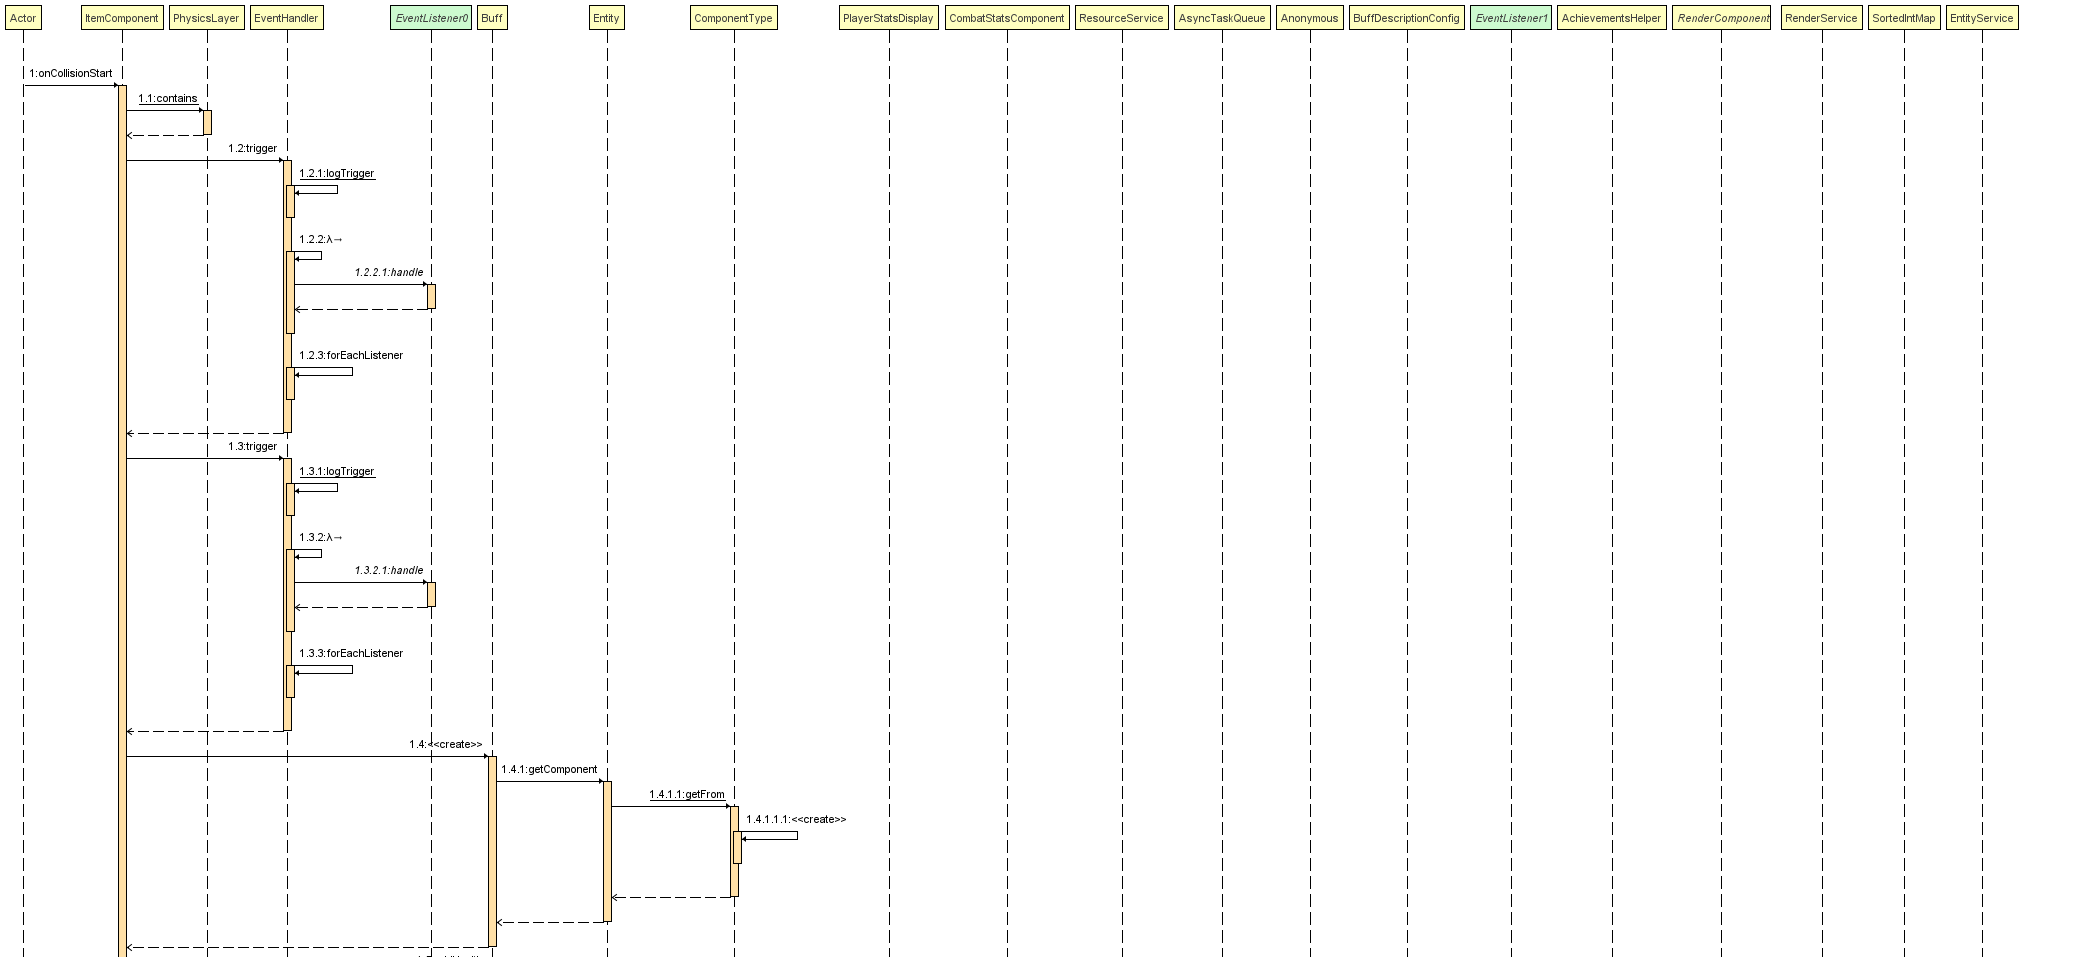 Actor
ItemComponent
PhysicsLayer
EventHandler
EventListener0
Buff
Entity
ComponentType
PlayerStatsDisplay
CombatStatsComponent
ResourceService
AsyncTaskQueue
Anonymous
BuffDescriptionConfig
EventListener1
AchievementsHelper
RenderComponent
RenderService
SortedIntMap
EntityService
1:onCollisionStart
1.1:contains
1.2:trigger
1.2.1:logTrigger
1.2.2:λ→
1.2.2.1:handle
1.2.3:forEachListener
1.3:trigger
1.3.1:logTrigger
1.3.2:λ→
1.3.2.1:handle
1.3.3:forEachListener
1.4:<<create>>
1.4.1:getComponent
1.4.1.1:getFrom
1.4.1.1.1:<<create>>